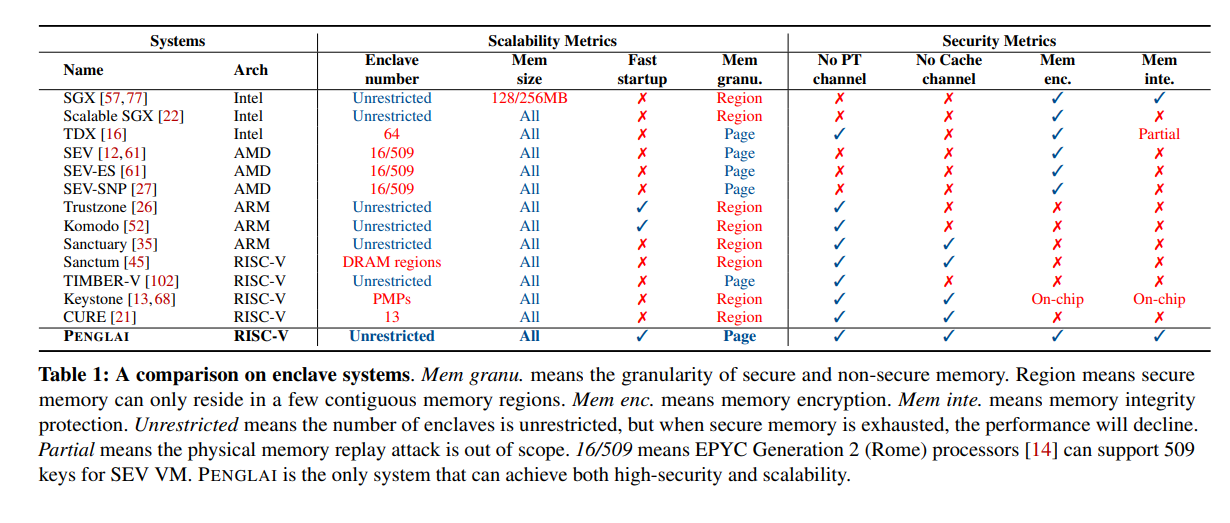 Systems Scalability Metrics Security Metrics
Enclave Mem Fast Mem No PT No Cache Mem Mem
Name Arch number size startup granu. channel channel enc. inte.
SGX [57,77] Intel Unrestricted 128/256MB ✗ Region ✗ ✗ ✓ ✓
Scalable SGX [22] Intel Unrestricted All ✗ Region ✗ ✗ ✓ ✗
TDX [16] Intel 64 All ✗ Page ✓ ✗ ✓ Partial
SEV [12,61] AMD 16/509 All ✗ Page ✗ ✗ ✓ ✗
SEV-ES [61] AMD 16/509 All ✗ Page ✗ ✗ ✓ ✗
SEV-SNP [27] AMD 16/509 All ✗ Page ✗ ✗ ✓ ✗
Trustzone [26] ARM Unrestricted All ✓ Region ✓ ✗ ✗ ✗
Komodo [52] ARM Unrestricted All ✓ Region ✓ ✗ ✗ ✗
Sanctuary [35] ARM Unrestricted All ✗ Region ✓ ✓ ✗ ✗
Sanctum [45] RISC-V DRAM regions All ✗ Region ✓ ✓ ✗ ✗
TIMBER-V [102] RISC-V Unrestricted All ✗ Page ✓ ✗ ✗ ✗
Keystone [13,68] RISC-V PMPs All ✗ Region ✓ ✓ On-chip On-chip
CURE [21] RISC-V 13 All ✗ Region ✓ ✓ ✗ ✗
PENGLAI RISC-V Unrestricted All ✓ Page ✓ ✓ ✓ ✓
Table 1: A comparison on enclave systems. Mem granu. means the granularity of secure and non-secure memory. Region means secure
memory can only reside in a few contiguous memory regions. Mem enc. means memory encryption. Mem inte. means memory integrity
protection. Unrestricted means the number of enclaves is unrestricted, but when secure memory is exhausted, the performance will decline.
Partial means the physical memory replay attack is out of scope. 16/509 means EPYC Generation 2 (Rome) processors [14] can support 509
keys for SEV VM. PENGLAI is the only system that can achieve both high-security and scalability.